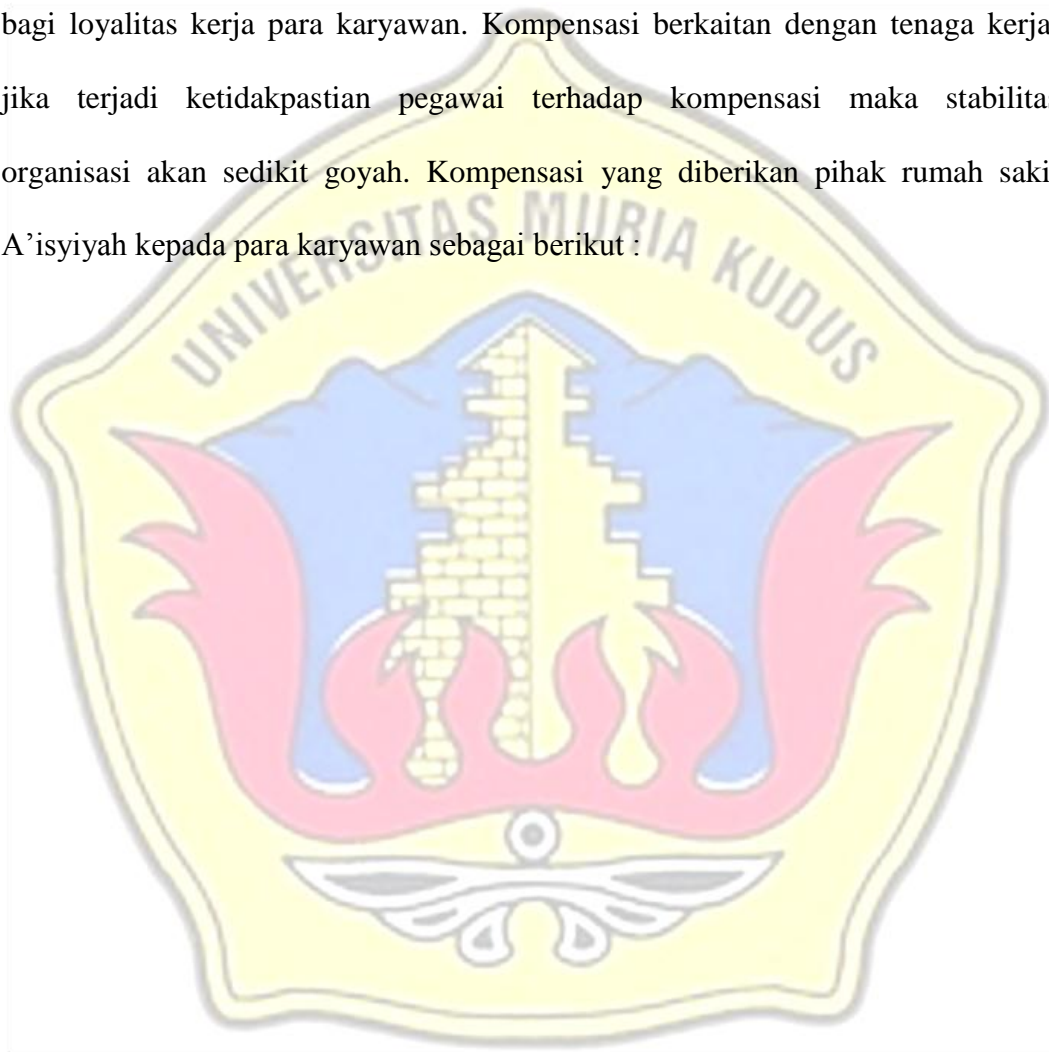 bagi loyalitas kerja para karyawan. Kompensasi berkaitan dengan tenaga kerja
jika terjadi ketidakpastian pegawai terhadap kompensasi maka stabilitas
organisasi akan sedikit goyah. Kompensasi yang diberikan pihak rumah saki
A’isyiyah kepada para karyawan sebagai berikut :
UNIVERSITAS MURIA KUDUS